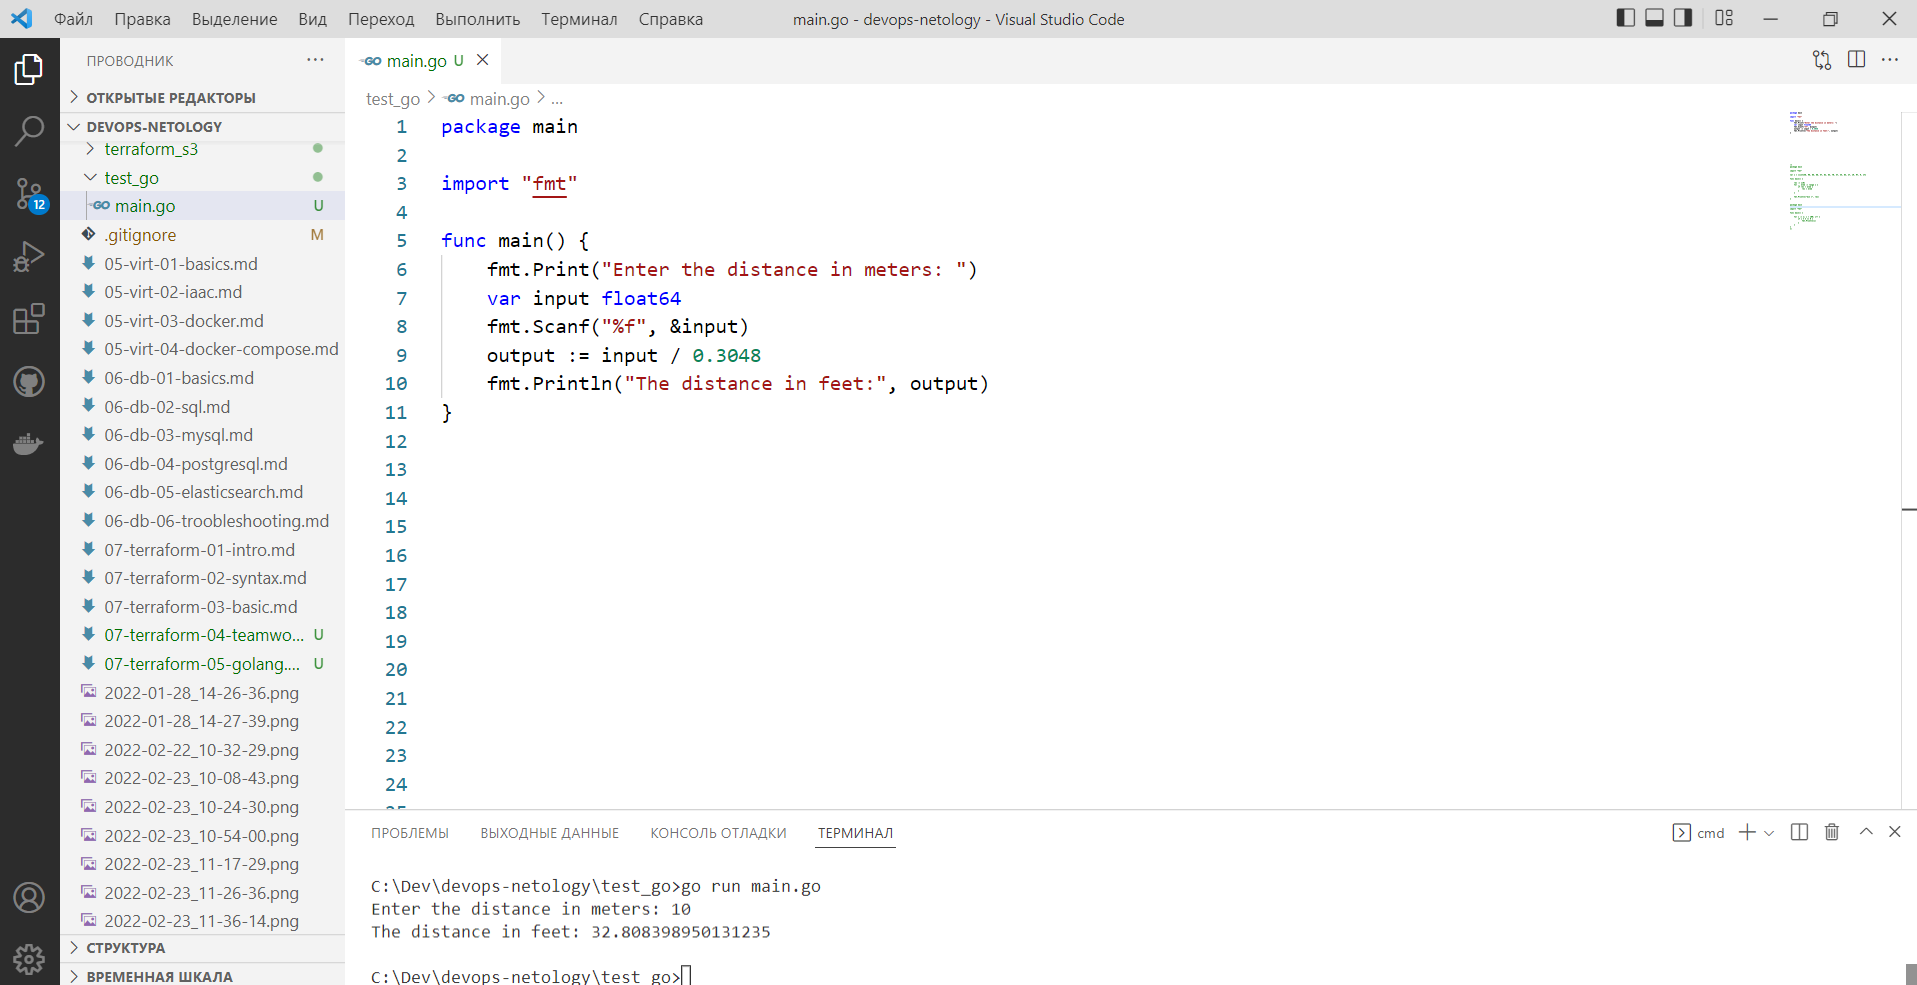 Файл Правка Выделение Вид Переход Выполнить Терминал Справка
main.go - devops-netology - Visual Studio Code
ПРОВОДНИК
ОТКРЫТЫЕ РЕДАКТОРЫ
DEVOPS-NETOLOGY
terraform_s3
test_go
GO main.go U
.gitignore M
05-virt-01-basics.md
05-virt-02-iaac.md
05-virt-03-docker.md
05-virt-04-docker-compose.md
06-db-01-basics.md
06-db-02-sql.md
06-db-03-mysql.md
06-db-04-postgresql.md
06-db-05-elasticsearch.md
06-db-06-troobleshooting.md
07-terraform-01-intro.md
07-terraform-02-syntax.md
07-terraform-03-basic.md
07-terraform-04-teamwo... U
07-terraform-05-golang.... U
2022-01-28_14-26-36.png
2022-01-28_14-27-39.png
2022-02-22_10-32-29.png
2022-02-23_10-08-43.png
2022-02-23_10-24-30.png
2022-02-23_10-54-00.png
2022-02-23_11-17-29.png
2022-02-23_11-26-36.png
2022-02-23_11-36-14.png
СТРУКТУРА
ВРЕМЕННАЯ ШКАЛА
12
GO main.go U
test_go > GO main.go > ...
1 package main
2
3 import "fmt"
4
5 func main() {
6 fmt.Print("Enter the distance in meters: ")
7 var input float64
8 fmt.Scanf("%f", &input)
9 output := input / 0.3048
10 fmt.Println("The distance in feet:", output)
11 }
12
13
14
15
16
17
18
19
20
21
22
23
24
25
ПРОБЛЕМЫ ВЫХОДНЫЕ ДАННЫЕ КОНСОЛЬ ОТЛАДКИ ТЕРМИНАЛ
cmd
C:\Dev\devops-netology\test_go>go run main.go
Enter the distance in meters: 10
The distance in feet: 32.808398950131235
C:\Dev\devops-netology\test_go>